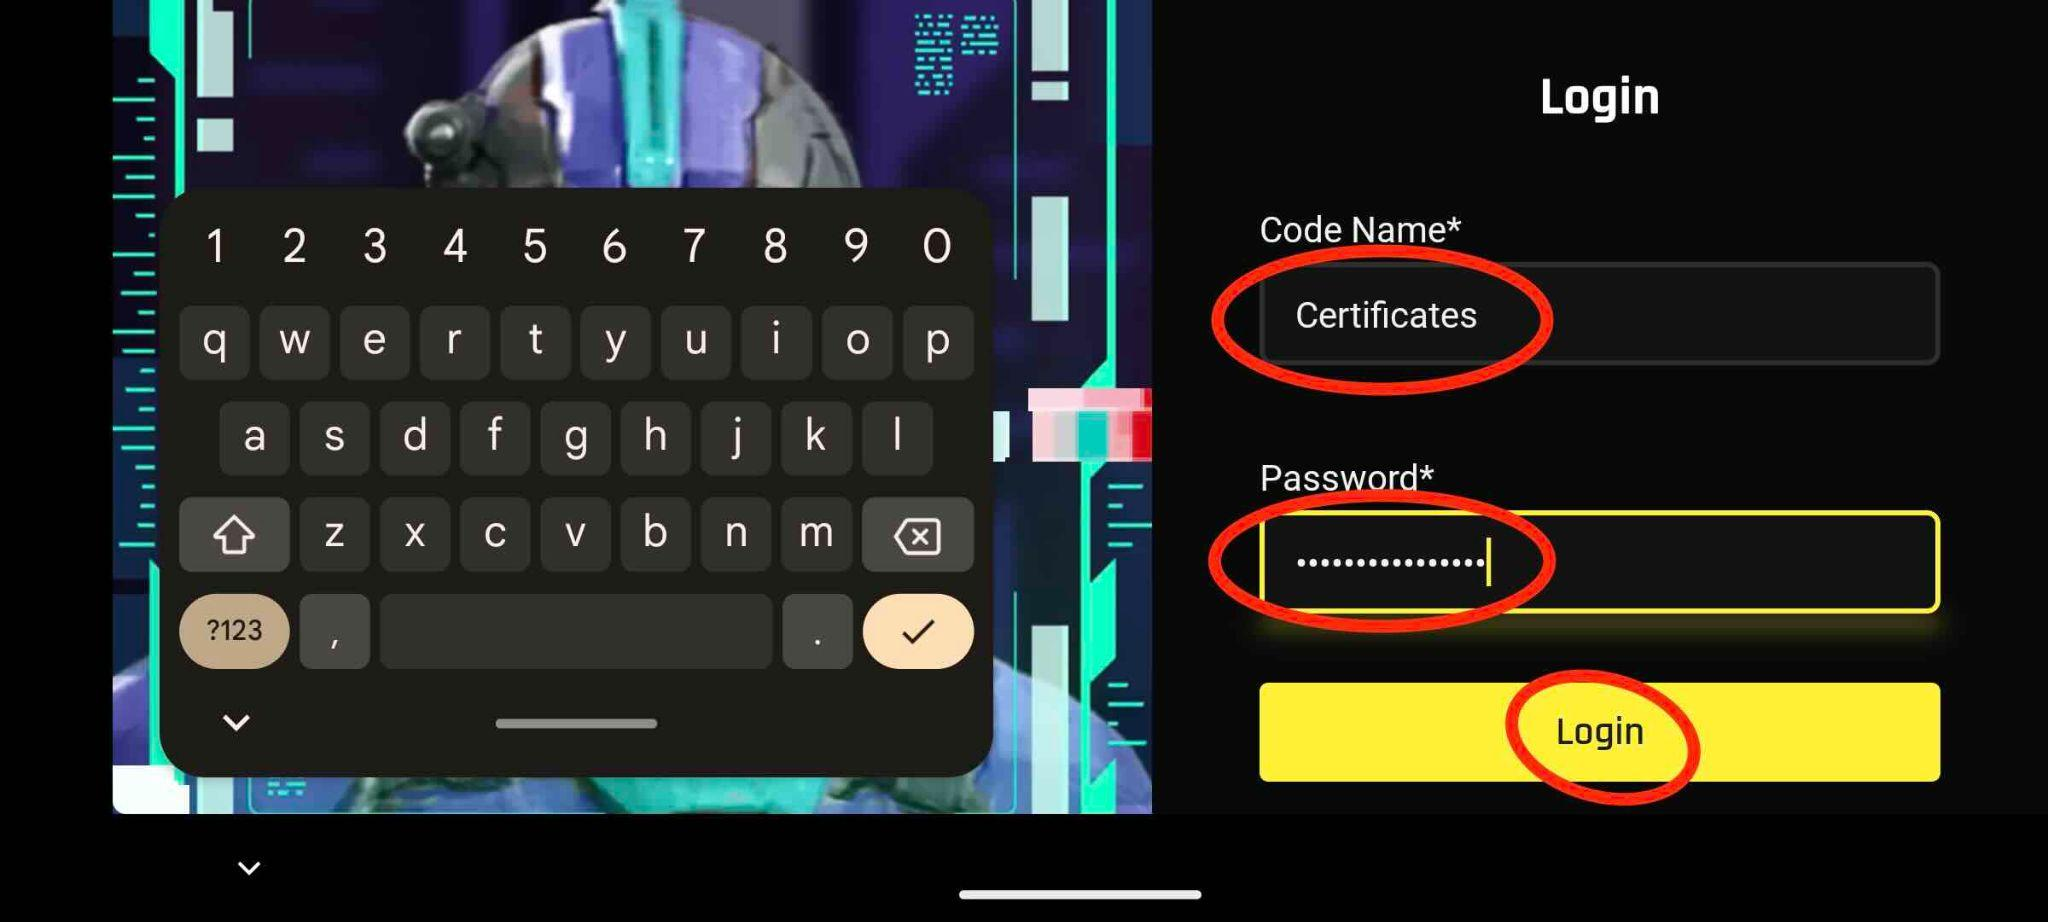 1 2 3 4 5 6 7 8 9 0
q w e r t y u i o p
a s d f g h j k l
z x c v b n m
?123 , .
Login
Code Name*
Certificates
Password*
••••••••••••••••
Login